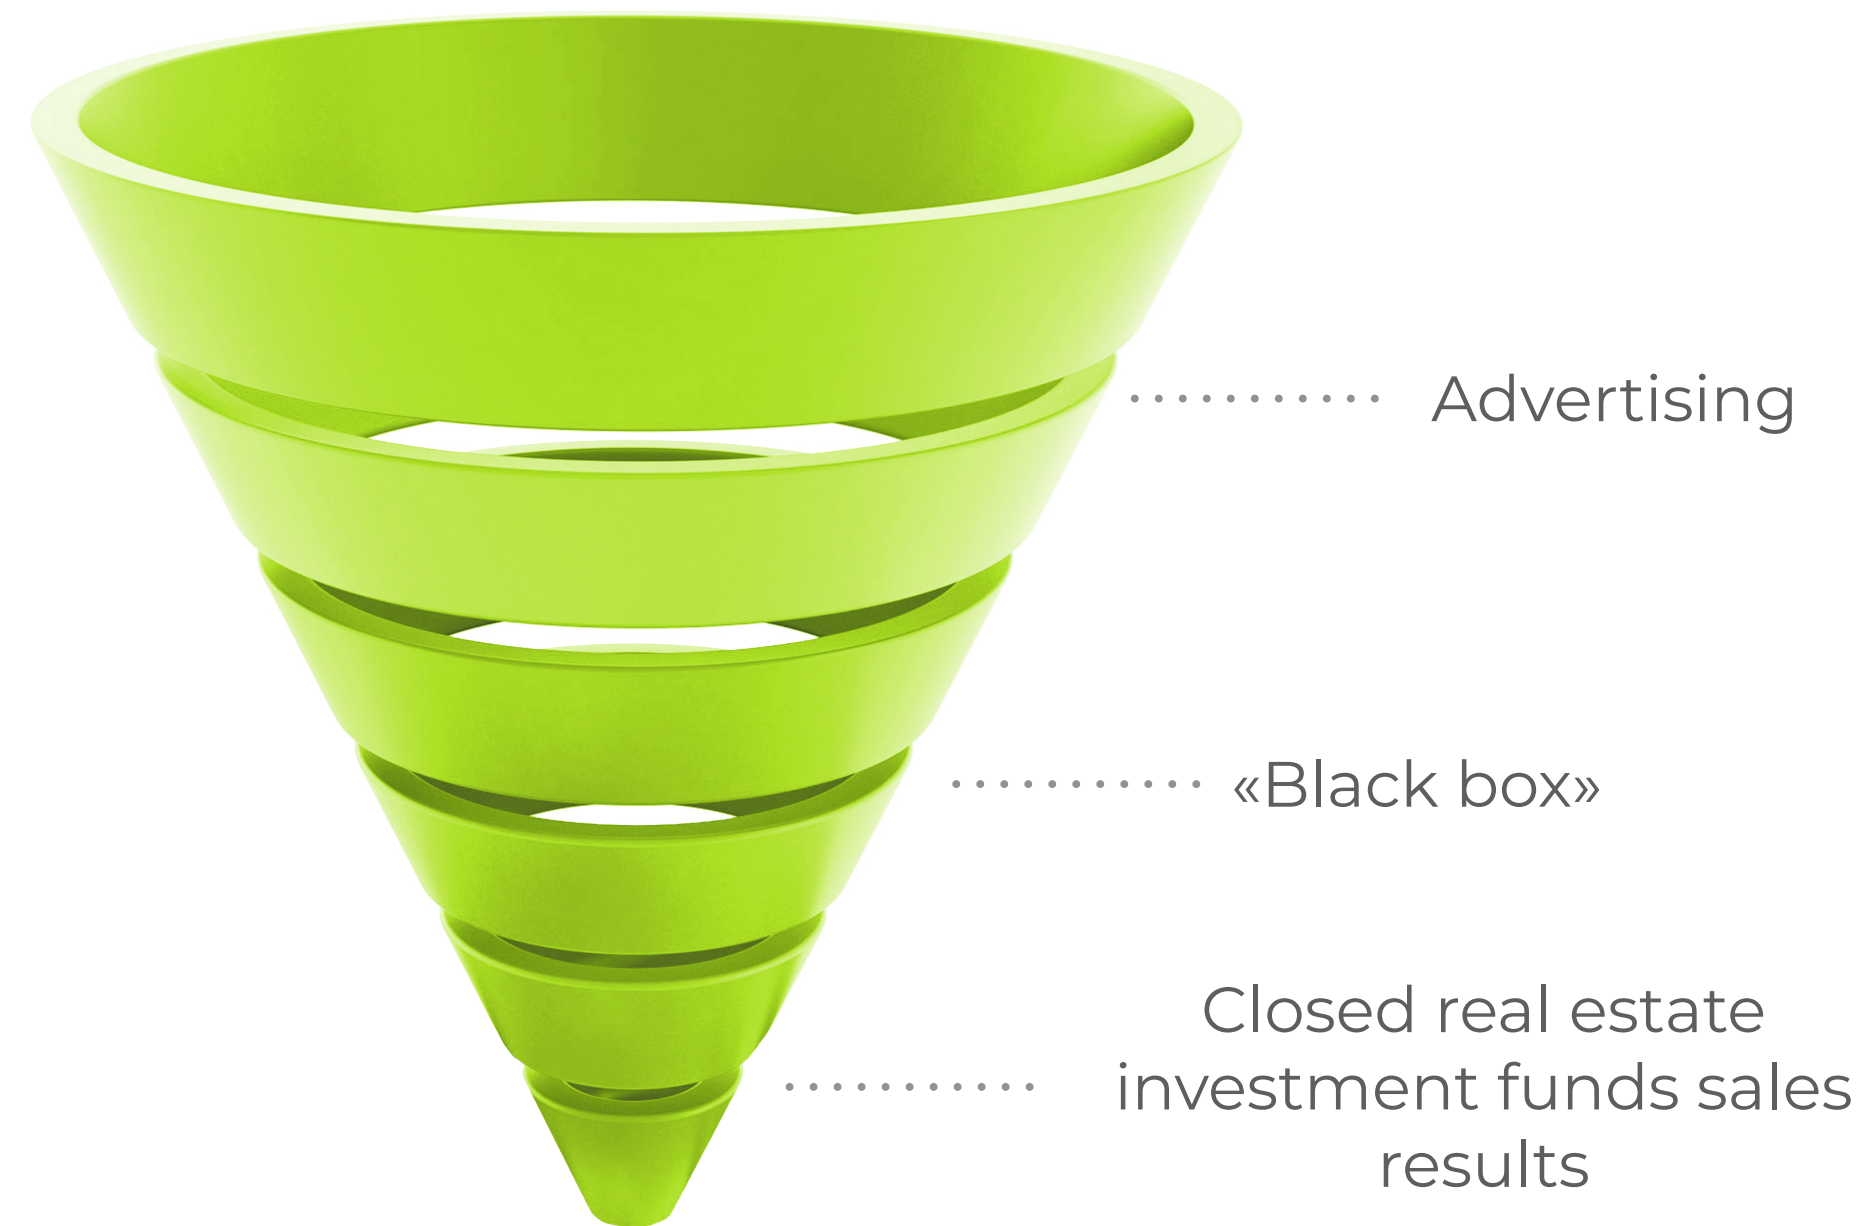 Advertising
«Black box»
Closed real estate
investment funds sales
results